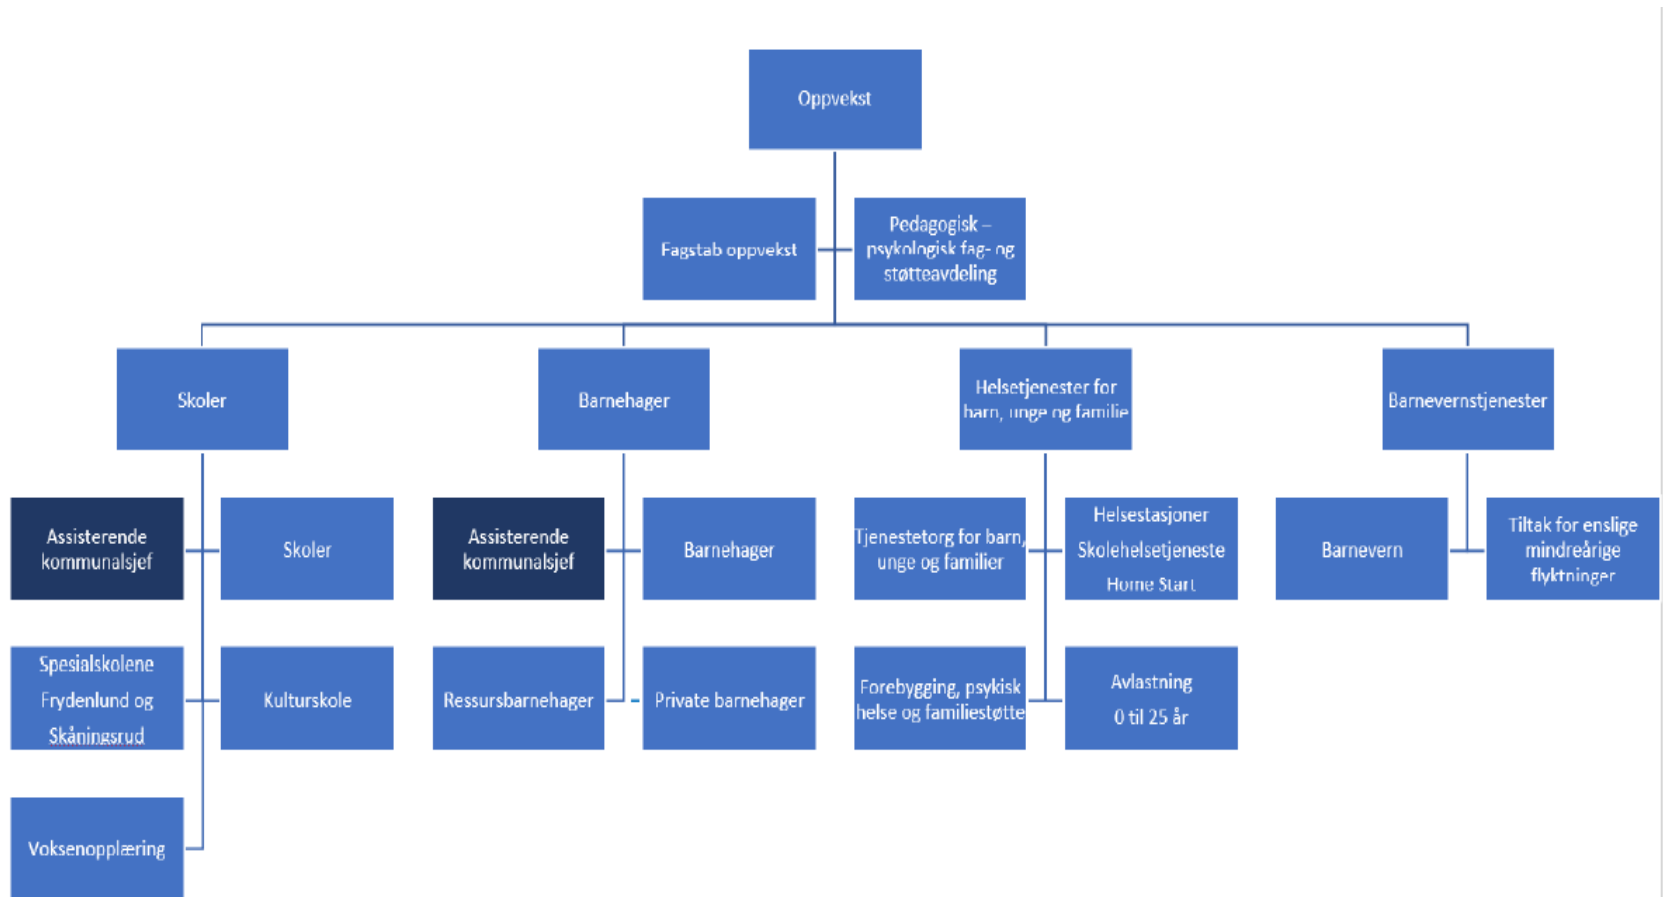 Oppvekst
Fagstab oppvekst
Pedagogisk –
psykologisk fag- og
støtteavdeling
Skoler
Barnehager
Helsetjenester for
barn, unge og familie
Barnevernstjenester
Assisterende
kommunalsjef
Skoler
Assisterende
kommunalsjef
Barnehager
Tjenestetorg for barn,
unge og familier
Helsestasjoner
Skolehelsetjeneste
Home Start
Barnevern
Tiltak for enslige
mindreårige
flyktninger
Spesialskolene
Frydenlund og
Skåningsrud
Kulturskole
Ressursbarnehager
Private barnehager
Forebygging, psykisk
helse og familiestøtte
Avlastning
0 til 25 år
Voksenopplæring